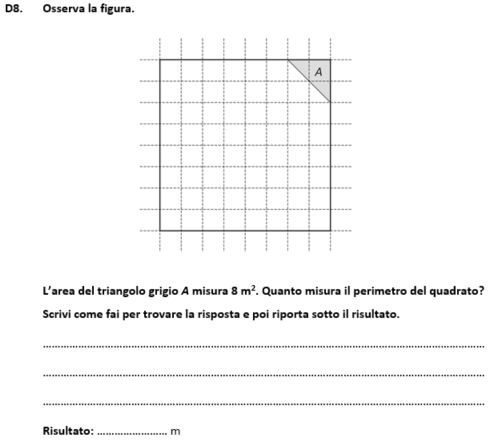 D8. Osserva la figura.
A
L'area del triangolo grigio A misura 8 m². Quanto misura il perimetro del quadrato?
Scrivi come fai per trovare la risposta e poi riporta sotto il risultato.
Risultato: ........................ m